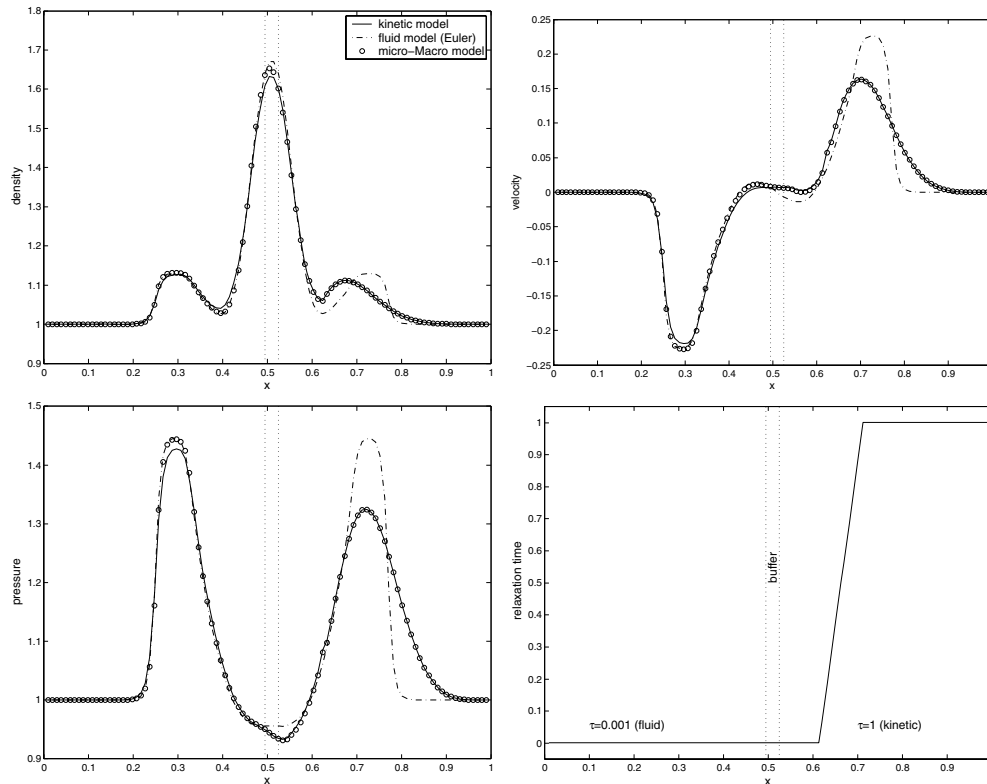 1.8
1.7
1.6
1.5
1.4
1.3
1.2
1.1
1
0.9
density
kinetic model
fluid model (Euler)
micro−Macro model
0 0.1 0.2 0.3 0.4 0.5 0.6 0.7 0.8 0.9 1
x
0.25
0.2
0.15
0.1
0.05
0
−0.05
−0.1
−0.15
−0.2
−0.25
velocity
0 0.1 0.2 0.3 0.4 0.5 0.6 0.7 0.8 0.9
x
1.5
1.4
1.3
1.2
1.1
1
0.9
pressure
0 0.1 0.2 0.3 0.4 0.5 0.6 0.7 0.8 0.9 1
x
1
0.9
0.8
0.7
0.6
0.5
0.4
0.3
0.2
0.1
0
relaxation time
buffer
τ=0.001 (fluid)
τ=1 (kinetic)
0 0.1 0.2 0.3 0.4 0.5 0.6 0.7 0.8 0.9
x